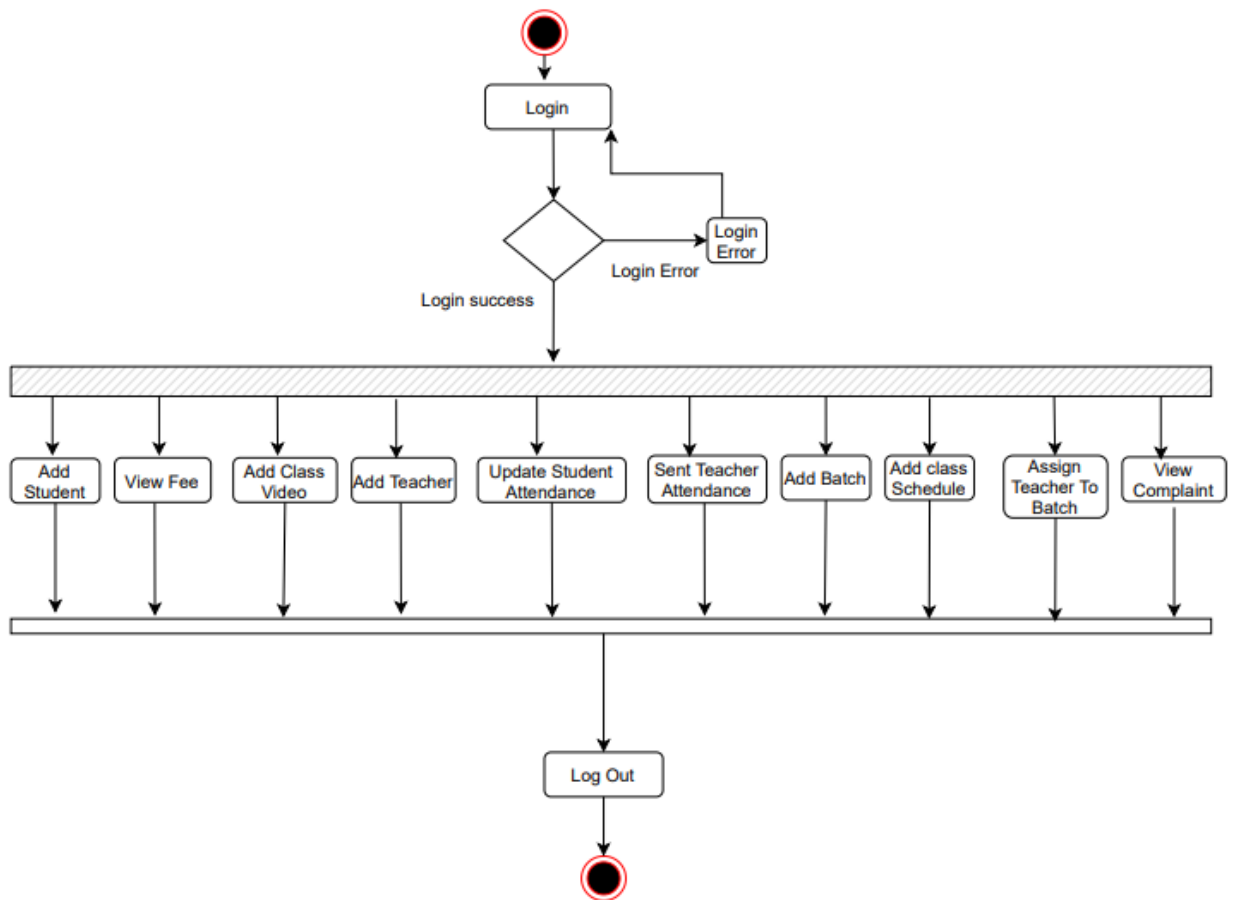 Login
Login
Error
Login Error
Login success
Add
Student
View Fee
Add Class
Video
Add Teacher
Update Student
Attendance
Sent Teacher
Attendance
Add Batch
Add class
Schedule
Assign
Teacher To
Batch
View
Complaint
Log Out